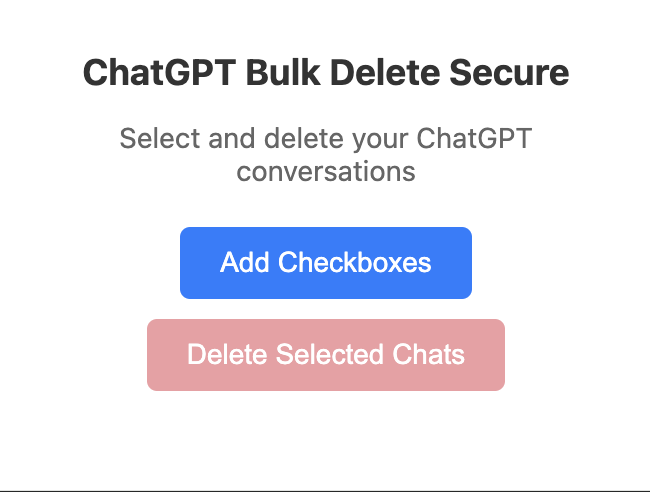 ChatGPT Bulk Delete Secure
Select and delete your ChatGPT
conversations
Add Checkboxes
Delete Selected Chats